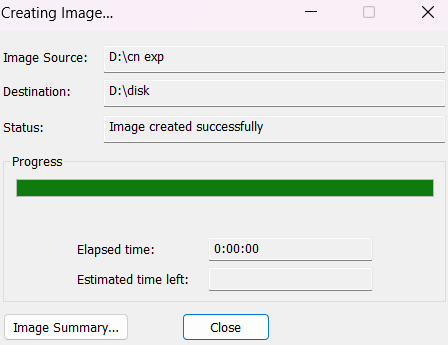 Creating Image...
Image Source: D:\cn exp
Destination: D:\disk
Status: Image created successfully
Progress
Elapsed time: 0:00:00
Estimated time left:
Image Summary... Close